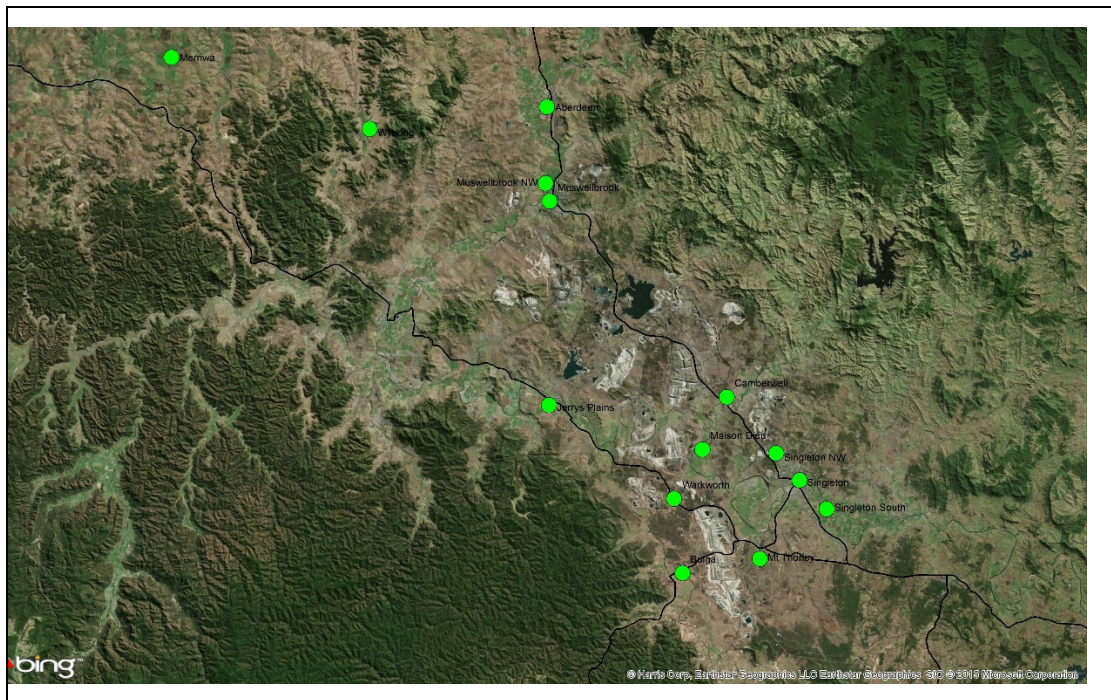 Merriwa
Aberdeen
Wybong
Muswellbrook NW
Muswellbrook
Camberwell
Jerrys Plains
Maison Dieu
Singleton NW
Singleton
Warkworth
Singleton South
Mt Thorley
Bulga
bing
© Harris Corp, Earthstar Geographics LLC Earthstar Geographics SIO © 2015 Microsoft Corporation